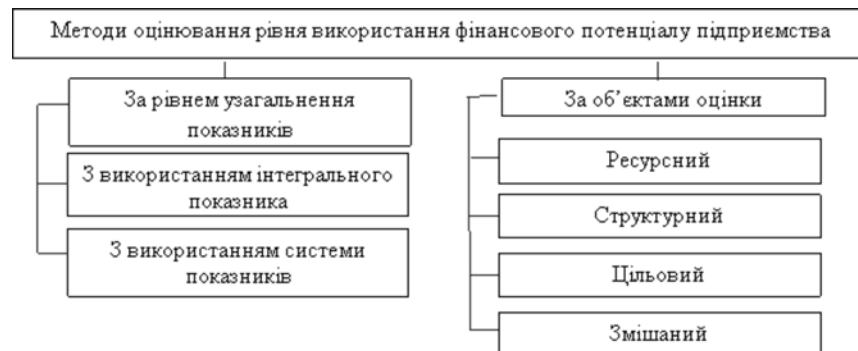 Методи оцінювання рівня використання фінансового потенціалу підприємства
За рівнем узагальнення
показників
З використанням інтегрального
показника
З використанням системи
показників
За об’єктами оцінки
Ресурсний
Структурний
Цільовий
Змішаний